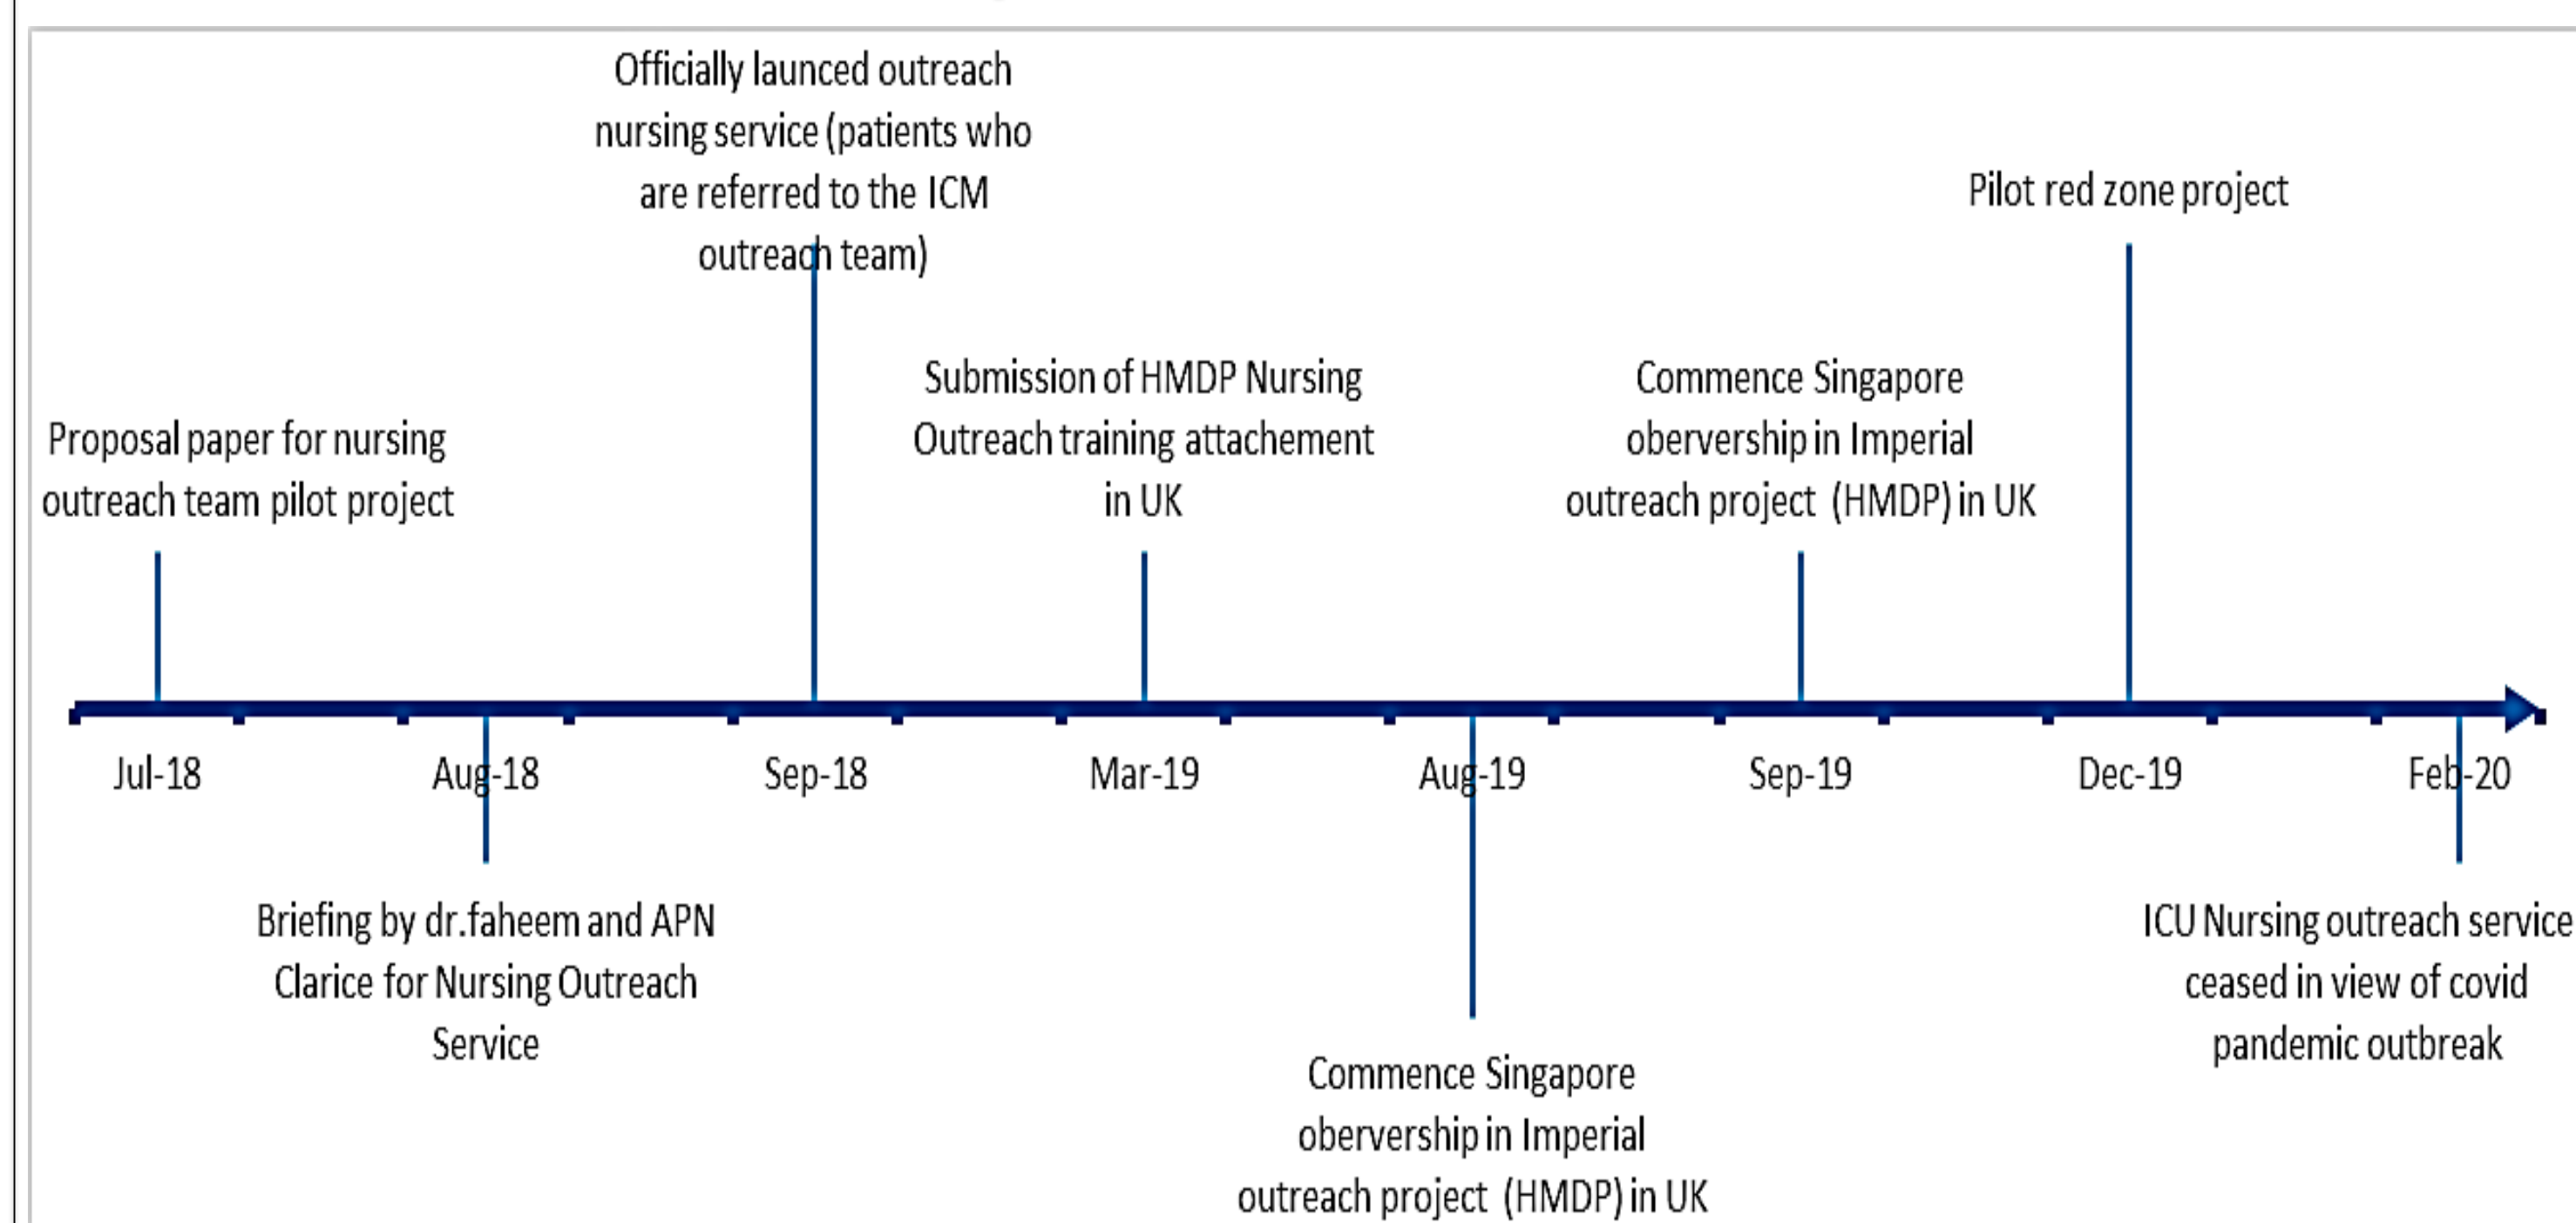 Officially launced outreach
nursing service (patients who
are referred to the ICM
outreach team)
Pilot red zone project
Submission of HMDP Nursing
Outreach training attachement
in UK
Commence Singapore
obervership in Imperial
outreach project (HMDP) in UK
Proposal paper for nursing
outreach team pilot project
Jul-18
Aug-18
Sep-18
Mar-19
Aug-19
Sep-19
Dec-19
Feb-20
Briefing by dr.faheem and APN
Clarice for Nursing Outreach
Service
ICU Nursing outreach service
ceased in view of covid
pandemic outbreak
Commence Singapore
obervership in Imperial
outreach project (HMDP) in UK